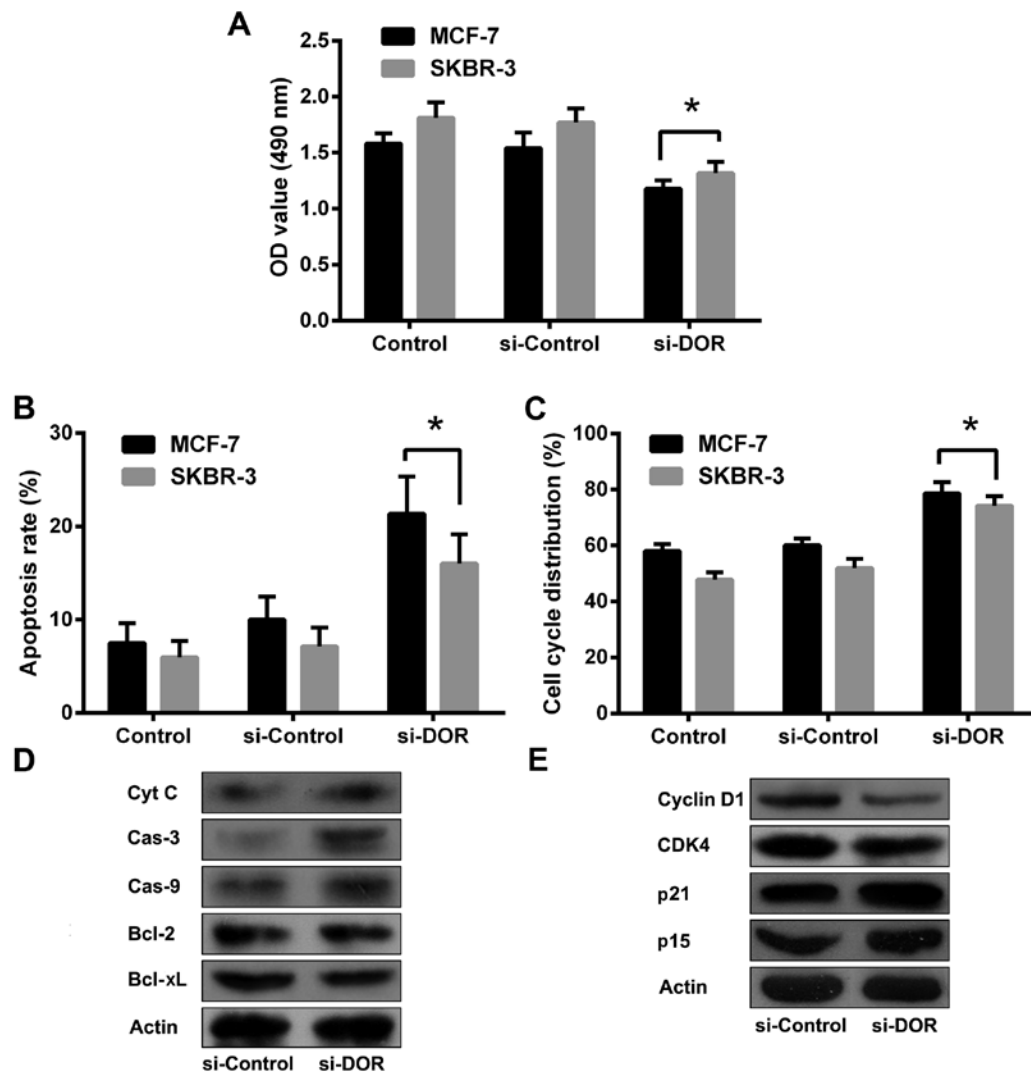 A
MCF-7
SKBR-3
OD value (490 nm)
2.5
2.0
1.5
1.0
0.5
0.0
*
Control si-Control si-DOR
B
MCF-7
SKBR-3
Apoptosis rate (%)
30
20
10
0
*
Control si-Control si-DOR
C
MCF-7
SKBR-3
Cell cycle distribution (%)
100
80
60
40
20
0
*
Control si-Control si-DOR
D
Cyt C
Cas-3
Cas-9
Bcl-2
Bcl-xL
Actin
si-Control si-DOR
E
Cyclin D1
CDK4
p21
p15
Actin
si-Control si-DOR